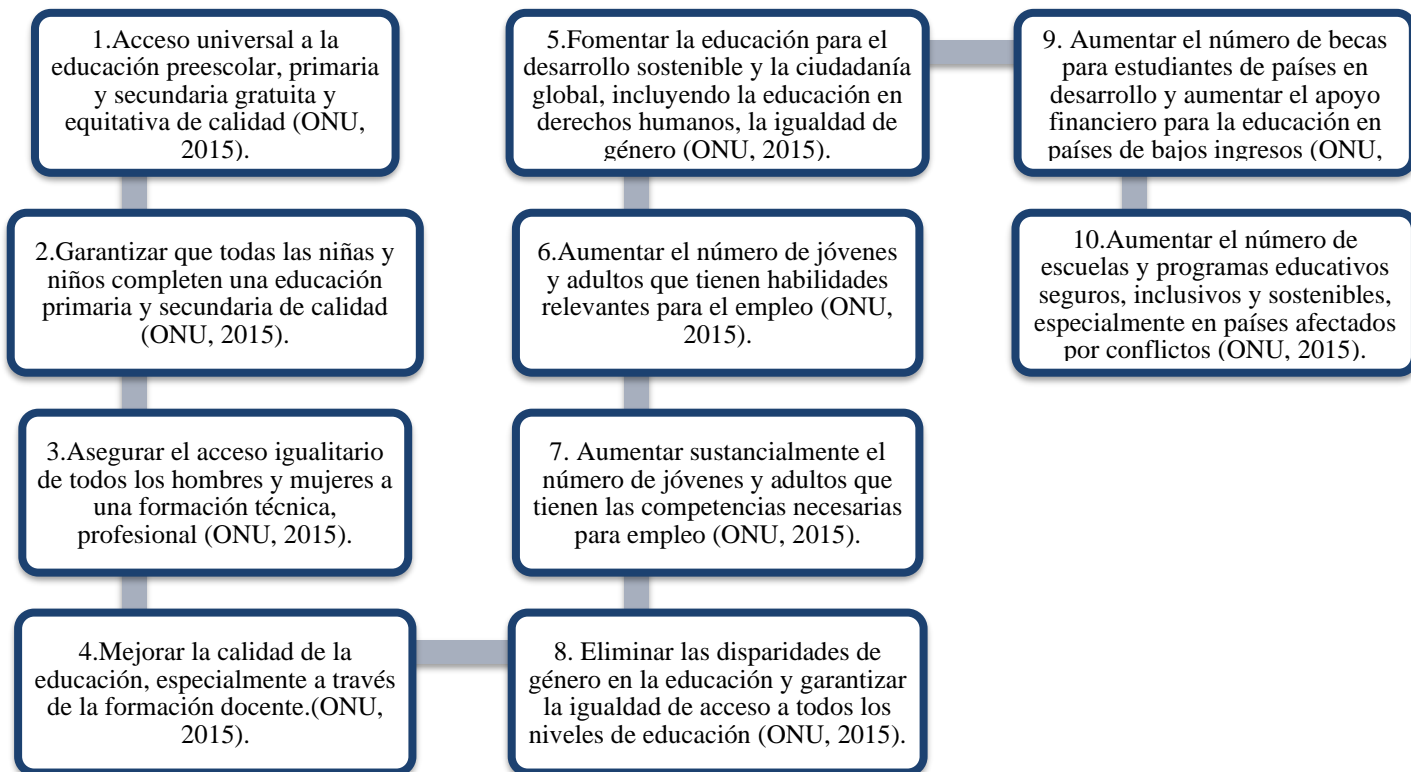 1.Acceso universal a la
educación preescolar, primaria
y secundaria gratuita y
equitativa de calidad (ONU,
2015).
2.Garantizar que todas las niñas y
niños completen una educación
primaria y secundaria de calidad
(ONU, 2015).
3.Asegurar el acceso igualitario
de todos los hombres y mujeres a
una formación técnica,
profesional (ONU, 2015).
4.Mejorar la calidad de la
educación, especialmente a través
de la formación docente.(ONU,
2015).
5.Fomentar la educación para el
desarrollo sostenible y la ciudadanía
global, incluyendo la educación en
derechos humanos, la igualdad de
género (ONU, 2015).
6.Aumentar el número de jóvenes
y adultos que tienen habilidades
relevantes para el empleo (ONU,
2015).
7. Aumentar sustancialmente el
número de jóvenes y adultos que
tienen las competencias necesarias
para empleo (ONU, 2015).
8. Eliminar las disparidades de
género en la educación y garantizar
la igualdad de acceso a todos los
niveles de educación (ONU, 2015).
9. Aumentar el número de becas
para estudiantes de países en
desarrollo y aumentar el apoyo
financiero para la educación en
países de bajos ingresos (ONU,
10.Aumentar el número de
escuelas y programas educativos
seguros, inclusivos y sostenibles,
especialmente en países afectados
por conflictos (ONU, 2015).